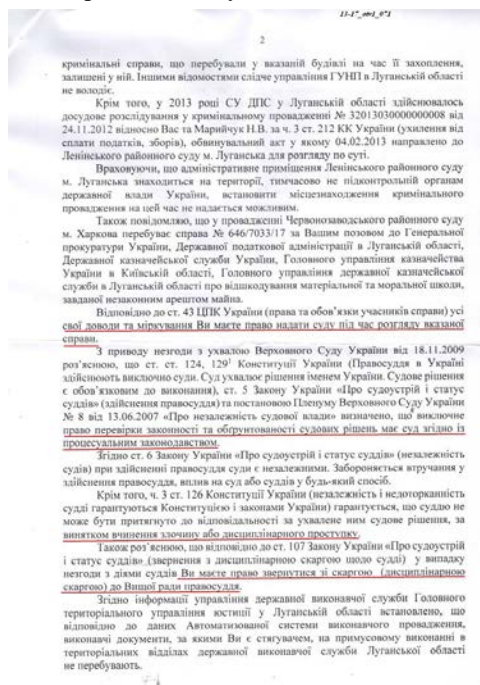 2
кримінальні справи, що перебували у вказаній будівлі на час її захоплення,
залишені у ній. Іншими відомостями слідче управління ГУНП в Луганській області
не володіє.
Крім того, у 2013 році СУ ДПС у Луганській області здійснювалось
досудове розслідування у кримінальному провадженні № 32013030000000008 від
24.11.2012 відносно Вас та Марийчук Н.В. за ч. 3 ст. 212 КК України (ухилення від
сплати податків, зборів), обвинувальний акт у якому 04.02.2013 направлено до
Ленінського районного суду м. Луганська для розгляду по суті.
Враховуючи, що адміністративне приміщення Ленінського районного суду
м. Луганська знаходиться на території, тимчасово не підконтрольній органам
державної влади України, встановити місцезнаходження кримінального
провадження на цей час не надається можливим.
Також повідомляю, що у провадженні Червонозаводського районного суду
м. Харкова перебуває справа № 646/7033/17 за Вашим позовом до Генеральної
прокуратури України, Державної податкової адміністрації в Луганській області,
Державної казначейської служби України, Головного управління казначейства
України в Київській області, Головного управління державної казначейської
служби в Луганській області про відшкодування матеріальної та моральної шкоди,
завданої незаконним арештом майна.
Відповідно до ст. 43 ЦПК України (права та обов'язки учасників справи) усі
свої доводи та міркування Ви маєте право надати суду під час розгляду вказаної
справи.
З приводу незгоди з ухвалою Верховного Суду України від 18.11.2009
роз'яснюю, що ст. ст. 124, 129¹ Конституції України (Правосуддя в Україні
здійснюють виключно суди. Суд ухвалює рішення іменем України. Судове рішення
є обов'язковим до виконання), ст. 5 Закону України «Про судоустрій і статус
суддів» (здійснення правосуддя) та постановою Пленуму Верховного Суду України
№ 8 від 13.06.2007 «Про незалежність судової влади» визначено, що виключне
право перевірки законності та обґрунтованості судових рішень має суд згідно із
процесуальним законодавством.
Згідно ст. 6 Закону України «Про судоустрій і статус суддів» (незалежність
судів) при здійсненні правосуддя суди є незалежними. Забороняється втручання у
здійснення правосуддя, вплив на суд або суддів у будь-який спосіб.
Крім того, ч. 3 ст. 126 Конституції України (незалежність і недоторканність
судді гарантуються Конституцією і законами України) гарантується, що суддю не
може бути притягнуто до відповідальності за ухвалене ним судове рішення, за
винятком вчинення злочину або дисциплінарного проступку.
Також роз'яснюю, що відповідно до ст. 107 Закону України «Про судоустрій
і статус суддів» (звернення з дисциплінарною скаргою щодо судді) у випадку
незгоди з діями суддів Ви маєте право звернутися зі скаргою (дисциплінарною
скаргою) до Вищої ради правосуддя.
Згідно інформації управління державної виконавчої служби Головного
територіального управління юстиції у Луганській області встановлено, що
відповідно до даних Автоматизованої системи виконавчого провадження,
виконавчі документи, за якими Ви є стягувачем, на примусовому виконанні в
територіальних відділах державної виконавчої служби Луганської області
не перебувають.